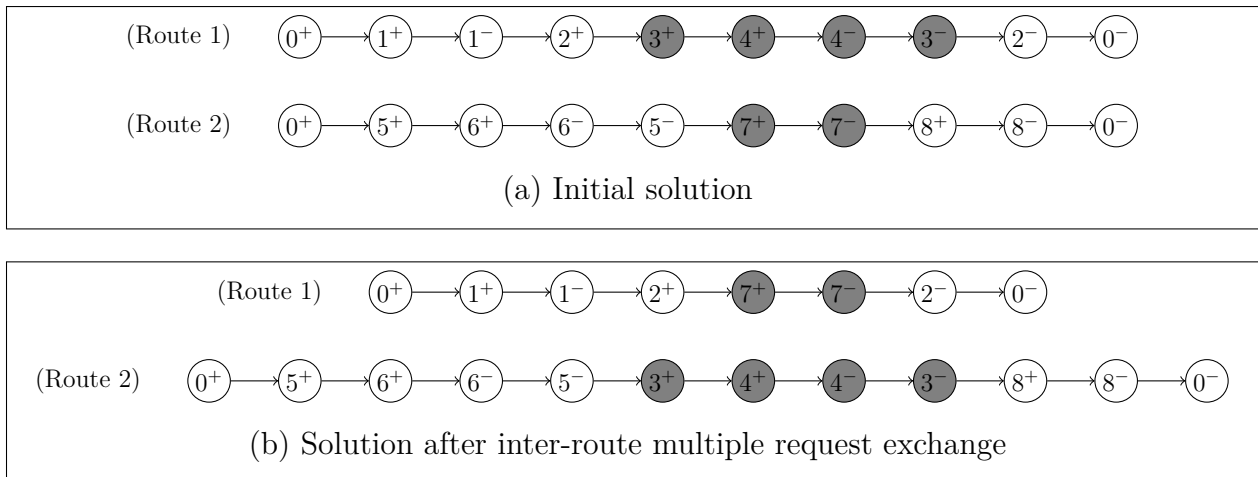 (Route 1) 0⁺ 1⁺ 1⁻ 2⁺ 3⁺ 4⁺ 4⁻ 3⁻ 2⁻ 0⁻
(Route 2) 0⁺ 5⁺ 6⁺ 6⁻ 5⁻ 7⁺ 7⁻ 8⁺ 8⁻ 0⁻
(a) Initial solution
(Route 1) 0⁺ 1⁺ 1⁻ 2⁺ 7⁺ 7⁻ 2⁻ 0⁻
(Route 2) 0⁺ 5⁺ 6⁺ 6⁻ 5⁻ 3⁺ 4⁺ 4⁻ 3⁻ 8⁺ 8⁻ 0⁻
(b) Solution after inter-route multiple request exchange